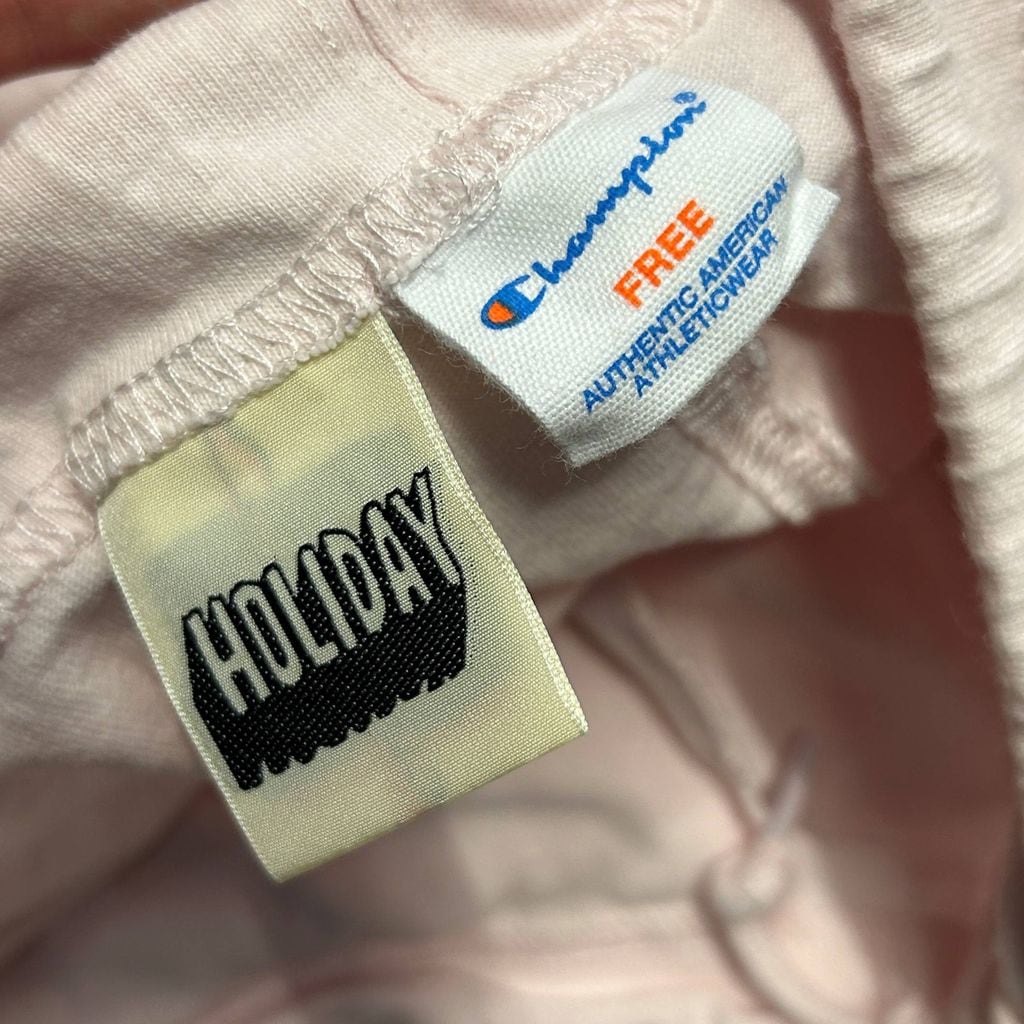 Champion®
FREE
AUTHENTIC AMERICAN
ATHLETICWEAR
HOLIDAY